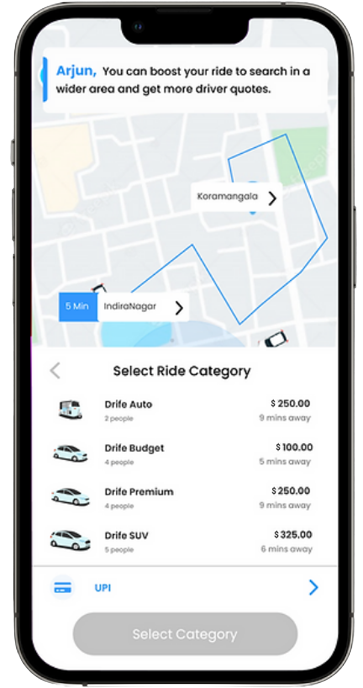 Arjun, You can boost your ride to search in a
wider area and get more driver quotes.
Koramangala
5 Min IndiraNagar
Select Ride Category
Drife Auto $ 250.00
2 people 9 mins away
Drife Budget $ 100.00
4 people 5 mins away
Drife Premium $ 250.00
4 people 9 mins away
Drife SUV $ 325.00
5 people 6 mins away
UPI
Select Category